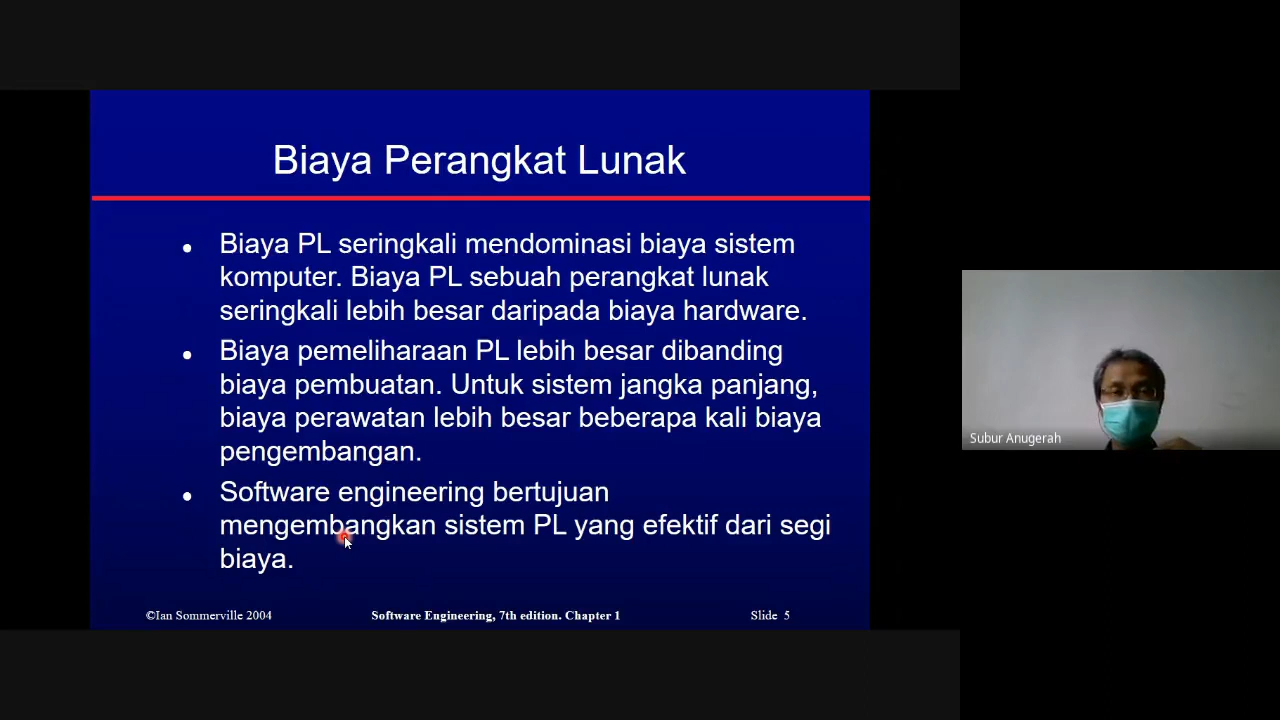 Biaya Perangkat Lunak
Biaya PL seringkali mendominasi biaya sistem
komputer. Biaya PL sebuah perangkat lunak
seringkali lebih besar daripada biaya hardware.
Biaya pemeliharaan PL lebih besar dibanding
biaya pembuatan. Untuk sistem jangka panjang,
biaya perawatan lebih besar beberapa kali biaya
pengembangan.
Software engineering bertujuan
mengembangkan sistem PL yang efektif dari segi
biaya.
©Ian Sommerville 2004 Software Engineering, 7th edition. Chapter 1 Slide 5
Subur Anugerah